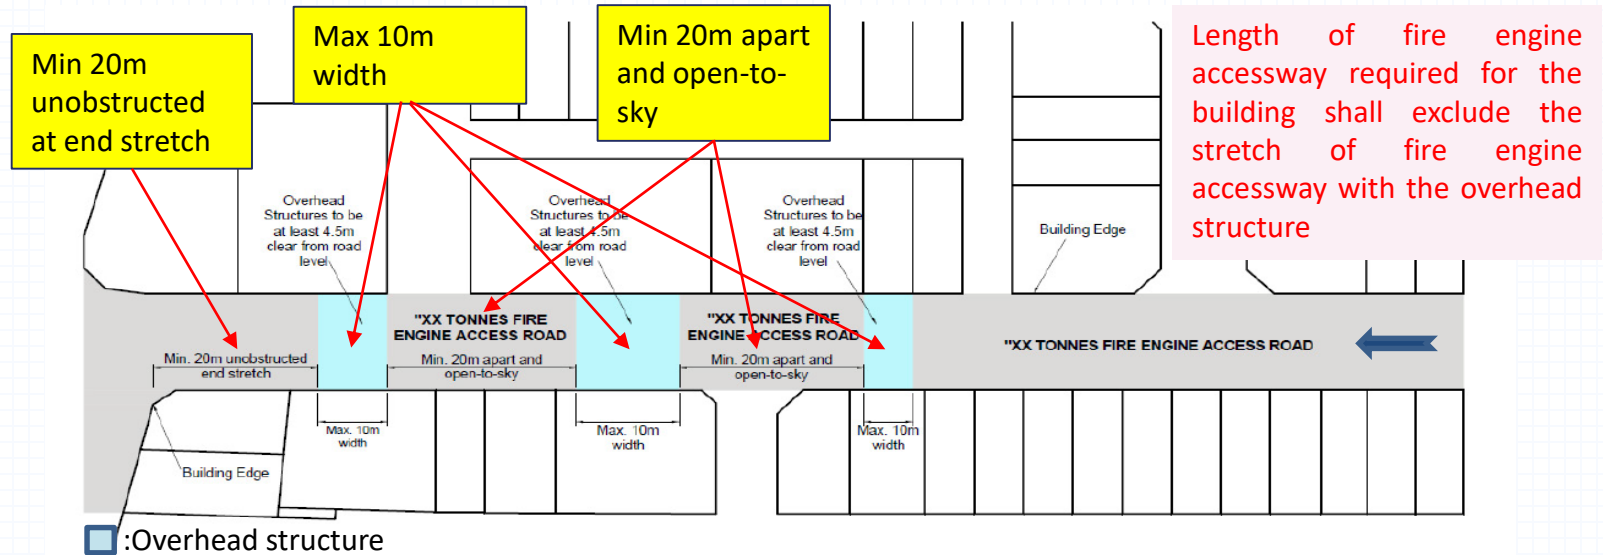 Min 20m
unobstructed
at end stretch
Max 10m
width
Min 20m apart
and open-to-
sky
Length of fire engine
accessway required for the
building shall exclude the
stretch of fire engine
accessway with the overhead
structure
Overhead
Structures to be
at least 4.5m
clear from road
level
Overhead
Structures to be
at least 4.5m
clear from road
level
Overhead
Structures to be
at least 4.5m
clear from road
level
Building Edge
"XX TONNES FIRE
ENGINE ACCESS ROAD
"XX TONNES FIRE
ENGINE ACCESS ROAD
"XX TONNES FIRE ENGINE ACCESS ROAD
Min. 20m unobstructed
end stretch
Min. 20m apart and
open-to-sky
Min. 20m apart and
open-to-sky
Max. 10m
width
Max. 10m
width
Max. 10m
width
Building Edge
:Overhead structure